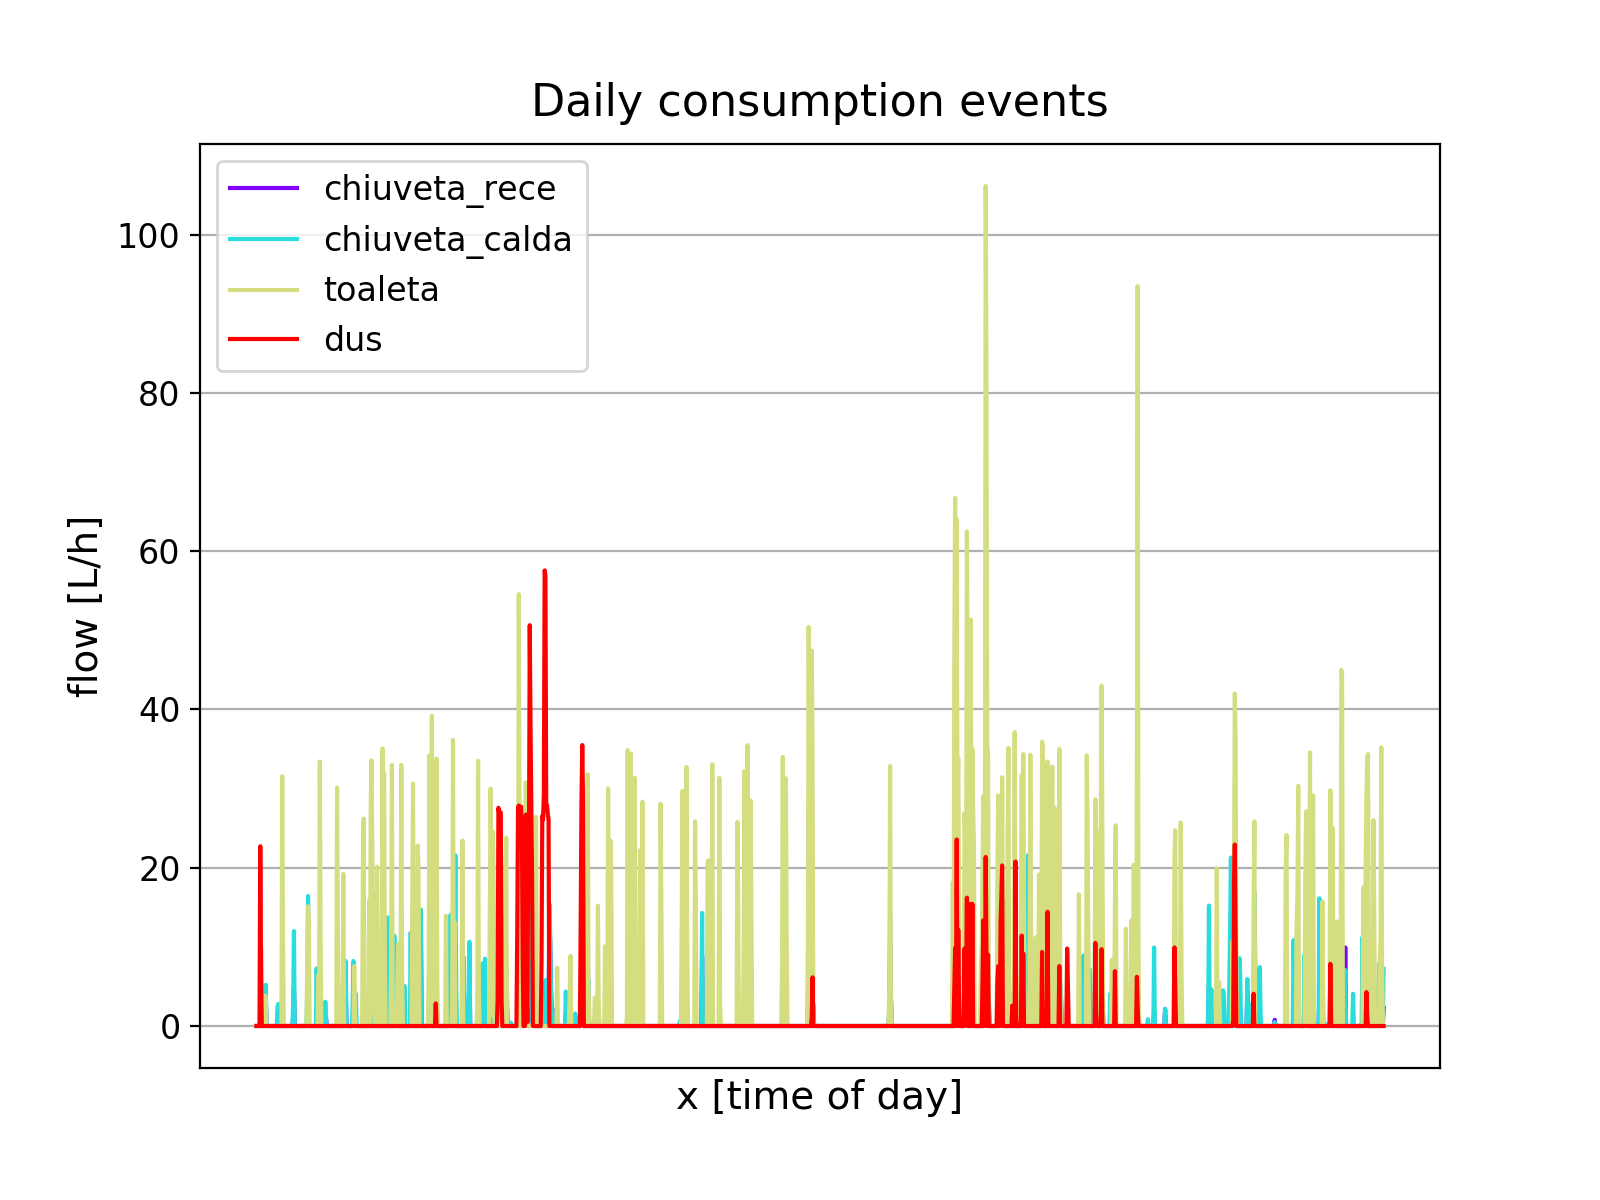 Daily consumption events
chiuveta_rece
chiuveta_calda
toaleta
dus
100
80
60
40
20
0
flow [L/h]
x [time of day]